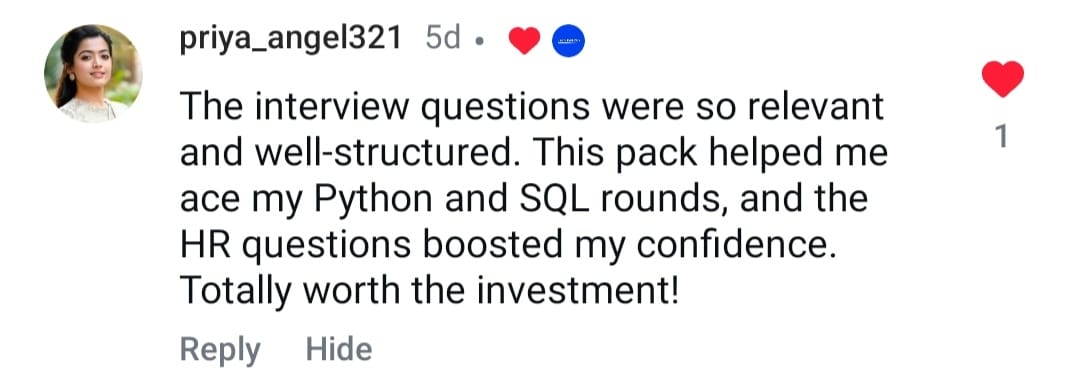 priya_angel321 5d •
The interview questions were so relevant
and well-structured. This pack helped me
ace my Python and SQL rounds, and the
HR questions boosted my confidence.
Totally worth the investment!
Reply Hide
1